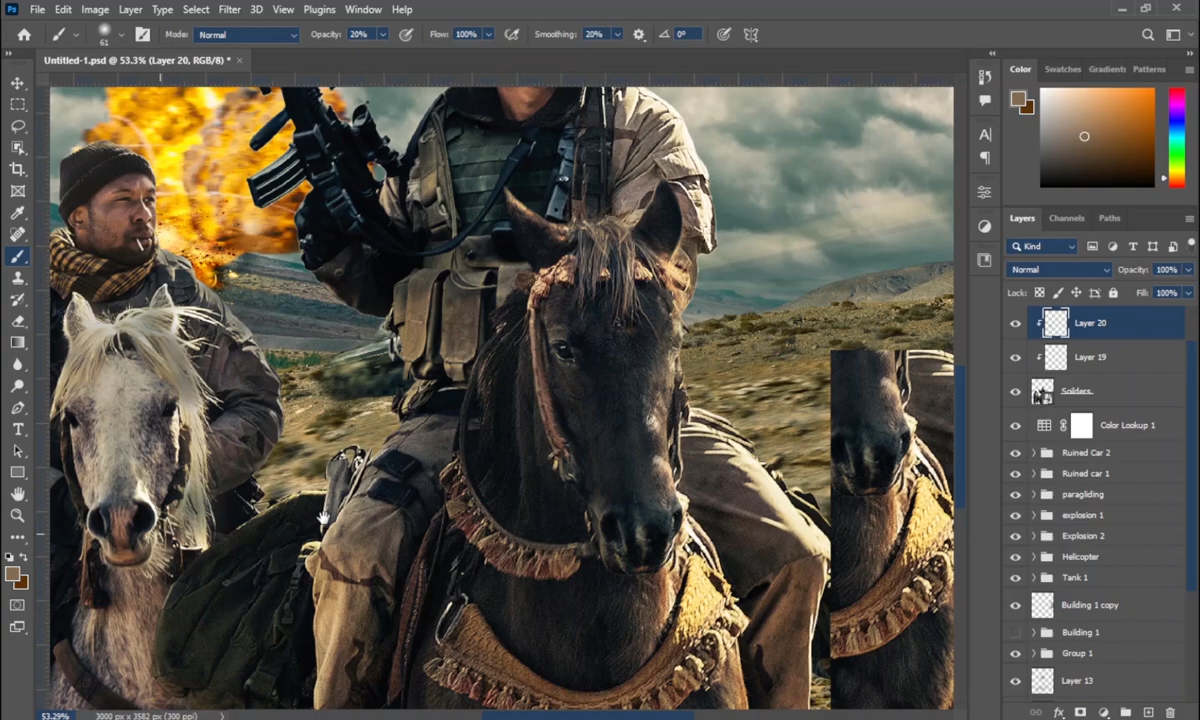 Ps File Edit Image Layer Type Select Filter 3D View Plugins Window Help
61 Mode: Normal Opacity: 20% Flow: 100% Smoothing: 20% 0°
Untitled-1.psd @ 53.3% (Layer 20, RGB/8) * ×
Color Swatches Gradients Patterns
Layers Channels Paths
Kind
Normal Opacity: 100%
Lock: Fill: 100%
Layer 20
Layer 19
Soliders
Color Lookup 1
Ruined Car 2
Ruined car 1
paragliding
explosion 1
Explosion 2
Helicopter
Tank 1
Building 1 copy
Building 1
Group 1
Layer 13
53.29% 3000 px x 3582 px (300 ppi)